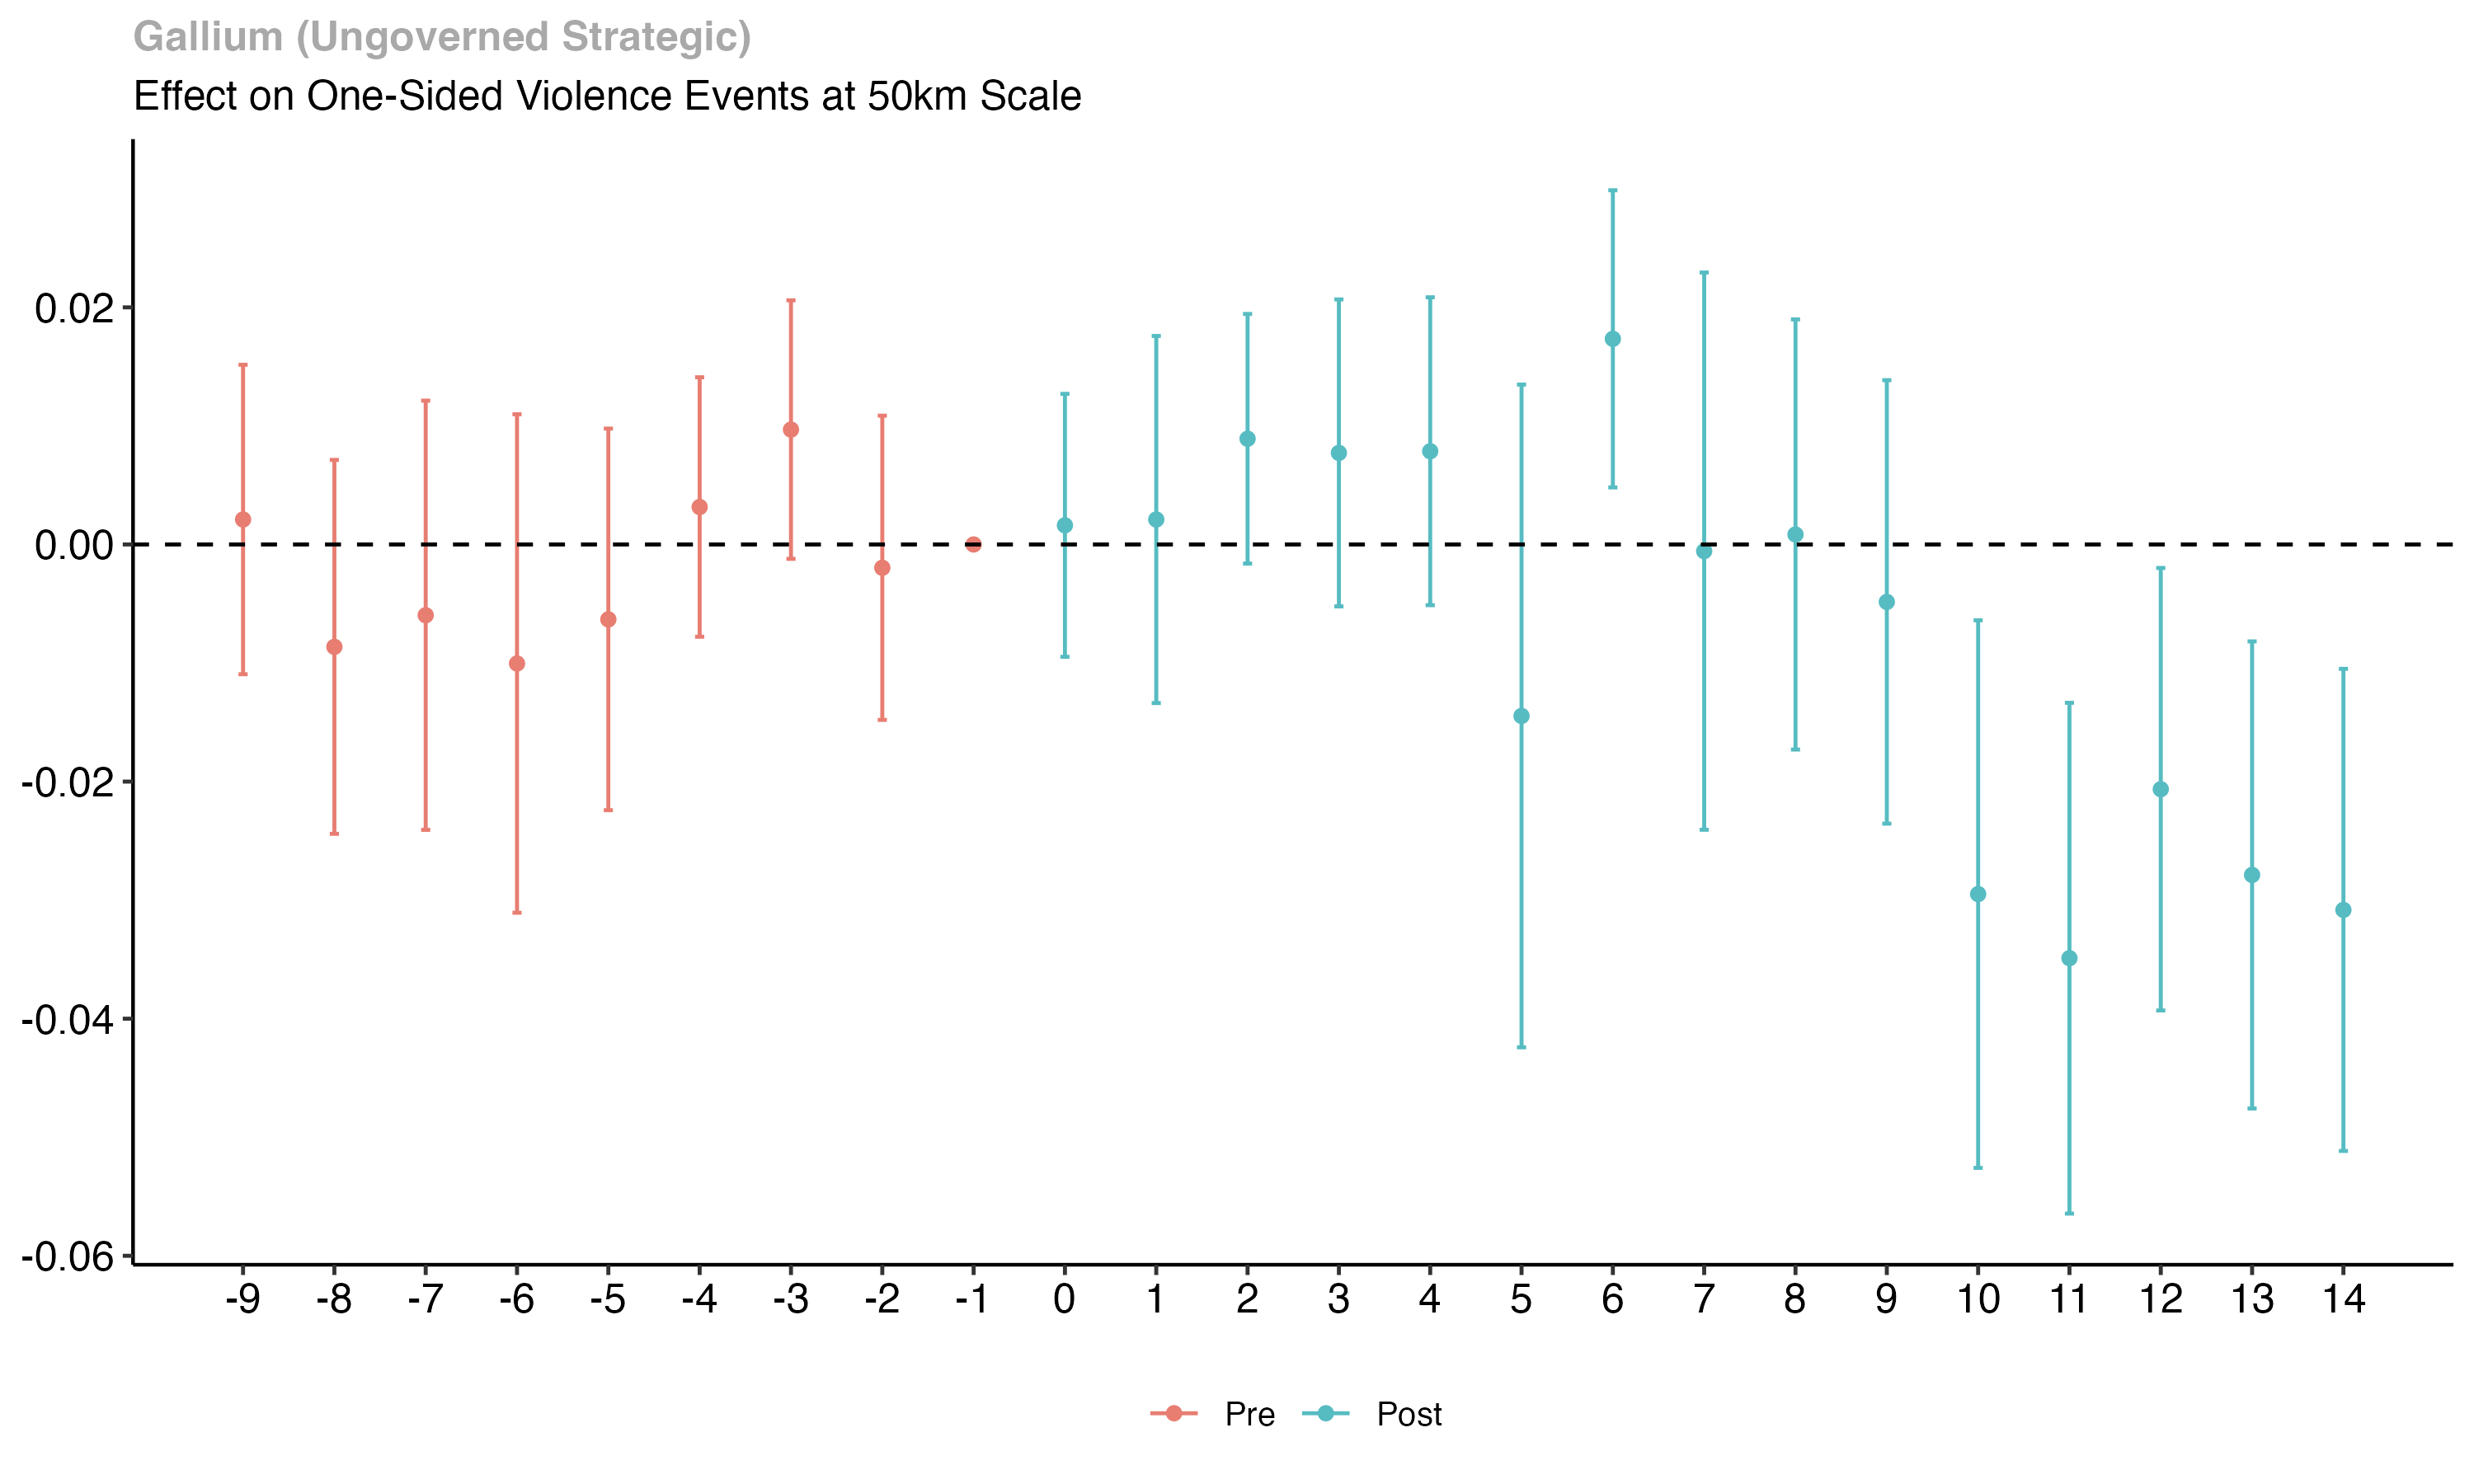 Gallium (Ungoverned Strategic)
Effect on One-Sided Violence Events at 50km Scale
0.02
0.00
-0.02
-0.04
-0.06
-9 -8 -7 -6 -5 -4 -3 -2 -1 0 1 2 3 4 5 6 7 8 9 10 11 12 13 14
Pre Post